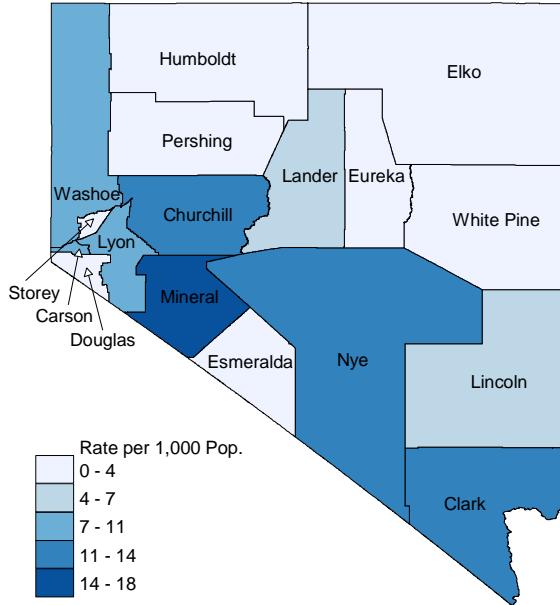 Humboldt
Elko
Pershing
Lander
Eureka
Washoe
Churchill
White Pine
Lyon
Storey
Carson
Douglas
Mineral
Esmeralda
Nye
Lincoln
Clark
Rate per 1,000 Pop.
0 - 4
4 - 7
7 - 11
11 - 14
14 - 18